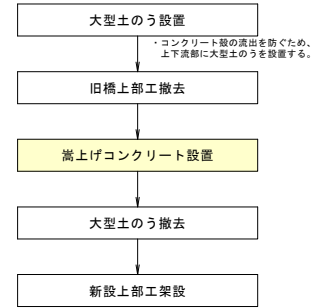 大型土のう設置
・コンクリート殻の流出を防ぐため、
上下流部に大型土のうを設置する。
旧橋上部工撤去
嵩上げコンクリート設置
大型土のう撤去
新設上部工架設